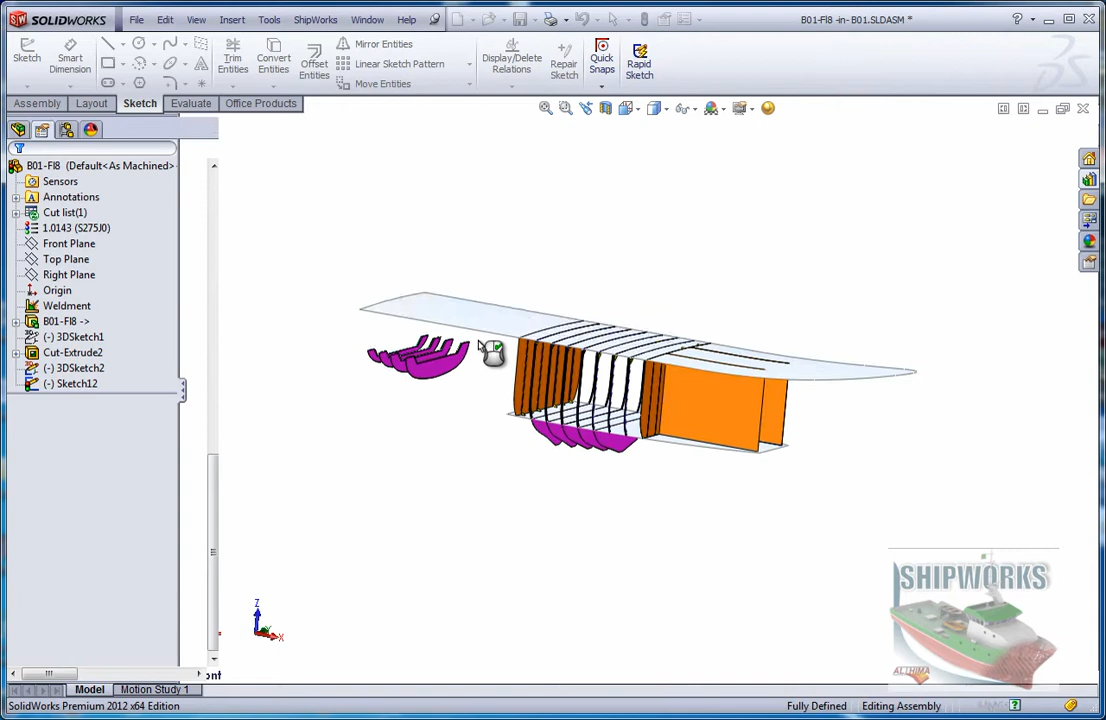 SOLIDWORKS File Edit View Insert Tools ShipWorks Window Help B01-FI8 -in- B01.SLDASM *
Sketch Smart Dimension Trim Entities Convert Entities Offset Entities Mirror Entities Linear Sketch Pattern Move Entities Display/Delete Relations Repair Sketch Quick Snaps Rapid Sketch
Assembly Layout Sketch Evaluate Office Products
B01-FI8 (Default<As Machined>
Sensors
Annotations
Cut list(1)
1.0143 (S275J0)
Front Plane
Top Plane
Right Plane
Origin
Weldment
B01-FI8 ->
(-) 3DSketch1
Cut-Extrude2
(-) 3DSketch2
(-) Sketch12
Z
X
SHIPWORKS
ont
Model Motion Study 1
SolidWorks Premium 2012 x64 Edition Fully Defined Editing Assembly